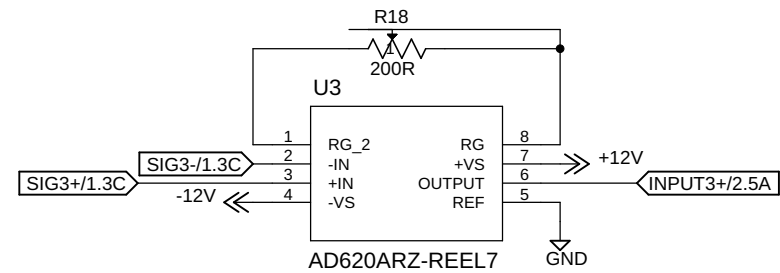 R18
1
200R
U3
1 RG_2 RG 8
SIG3-/1.3C 2 -IN +VS 7 +12V
SIG3+/1.3C 3 +IN OUTPUT 6 INPUT3+/2.5A
-12V 4 -VS REF 5
GND
AD620ARZ-REEL7